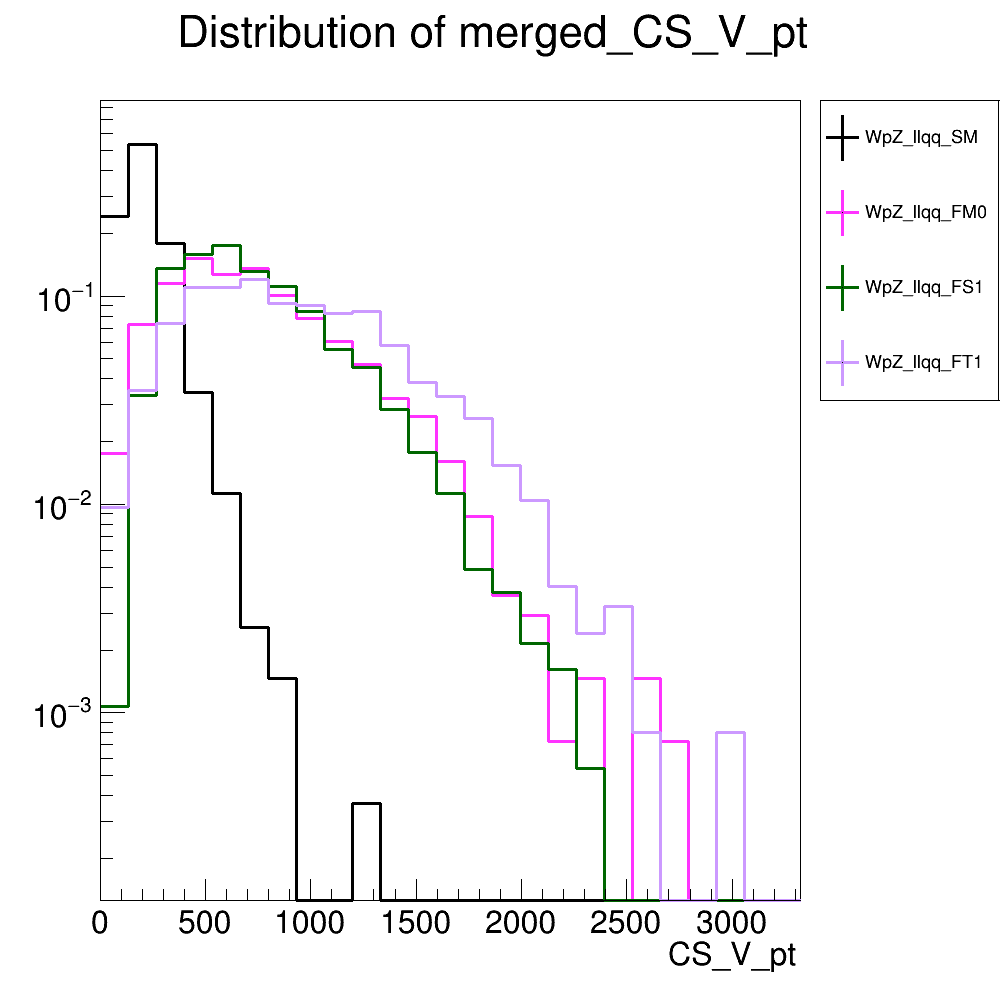 Distribution of merged_CS_V_pt
WpZ_llqq_SM
WpZ_llqq_FM0
WpZ_llqq_FS1
WpZ_llqq_FT1
10−1
10−2
10−3
0 500 1000 1500 2000 2500 3000
CS_V_pt